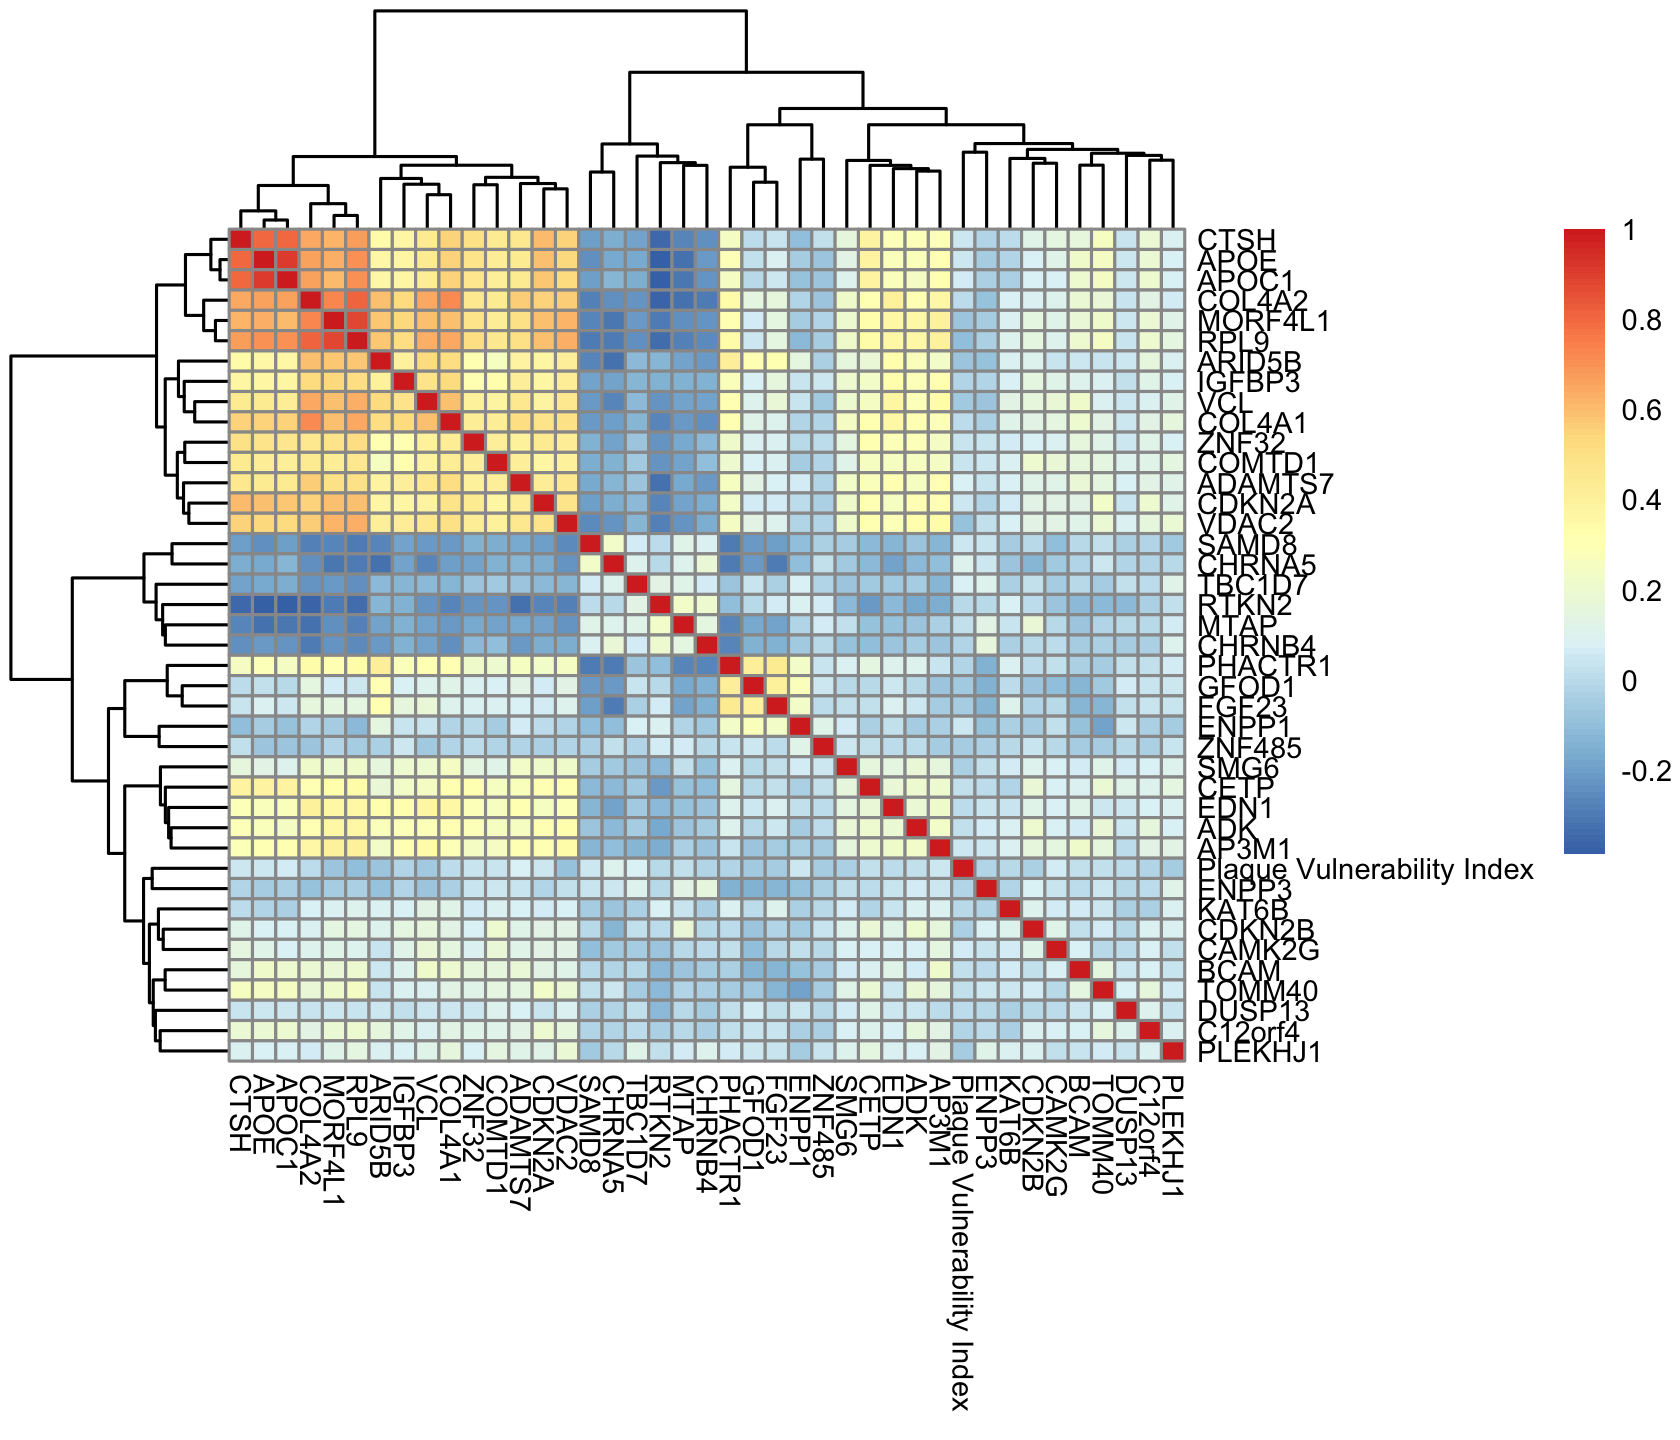 CTSH
APOE
APOC1
COL4A2
MORF4L1
RPL9
ARID5B
IGFBP3
VCL
COL4A1
ZNF32
COMTD1
ADAMTS7
CDKN2A
VDAC2
SAMD8
CHRNA5
TBC1D7
RTKN2
MTAP
CHRNB4
PHACTR1
GFOD1
FGF23
ENPP1
ZNF485
SMG6
CETP
EDN1
ADK
AP3M1
Plaque Vulnerability Index
ENPP3
KAT6B
CDKN2B
CAMK2G
BCAM
TOMM40
DUSP13
C12orf4
PLEKHJ1
1
0.8
0.6
0.4
0.2
0
-0.2
CTSH
APOE
APOC1
COL4A2
MORF4L1
RPL9
ARID5B
IGFBP3
VCL
COL4A1
ZNF32
COMTD1
ADAMTS7
CDKN2A
VDAC2
SAMD8
CHRNA5
TBC1D7
RTKN2
MTAP
CHRNB4
PHACTR1
GFOD1
FGF23
ENPP1
ZNF485
SMG6
CETP
EDN1
ADK
AP3M1
Plaque Vulnerability Index
ENPP3
KAT6B
CDKN2B
CAMK2G
BCAM
TOMM40
DUSP13
C12orf4
PLEKHJ1